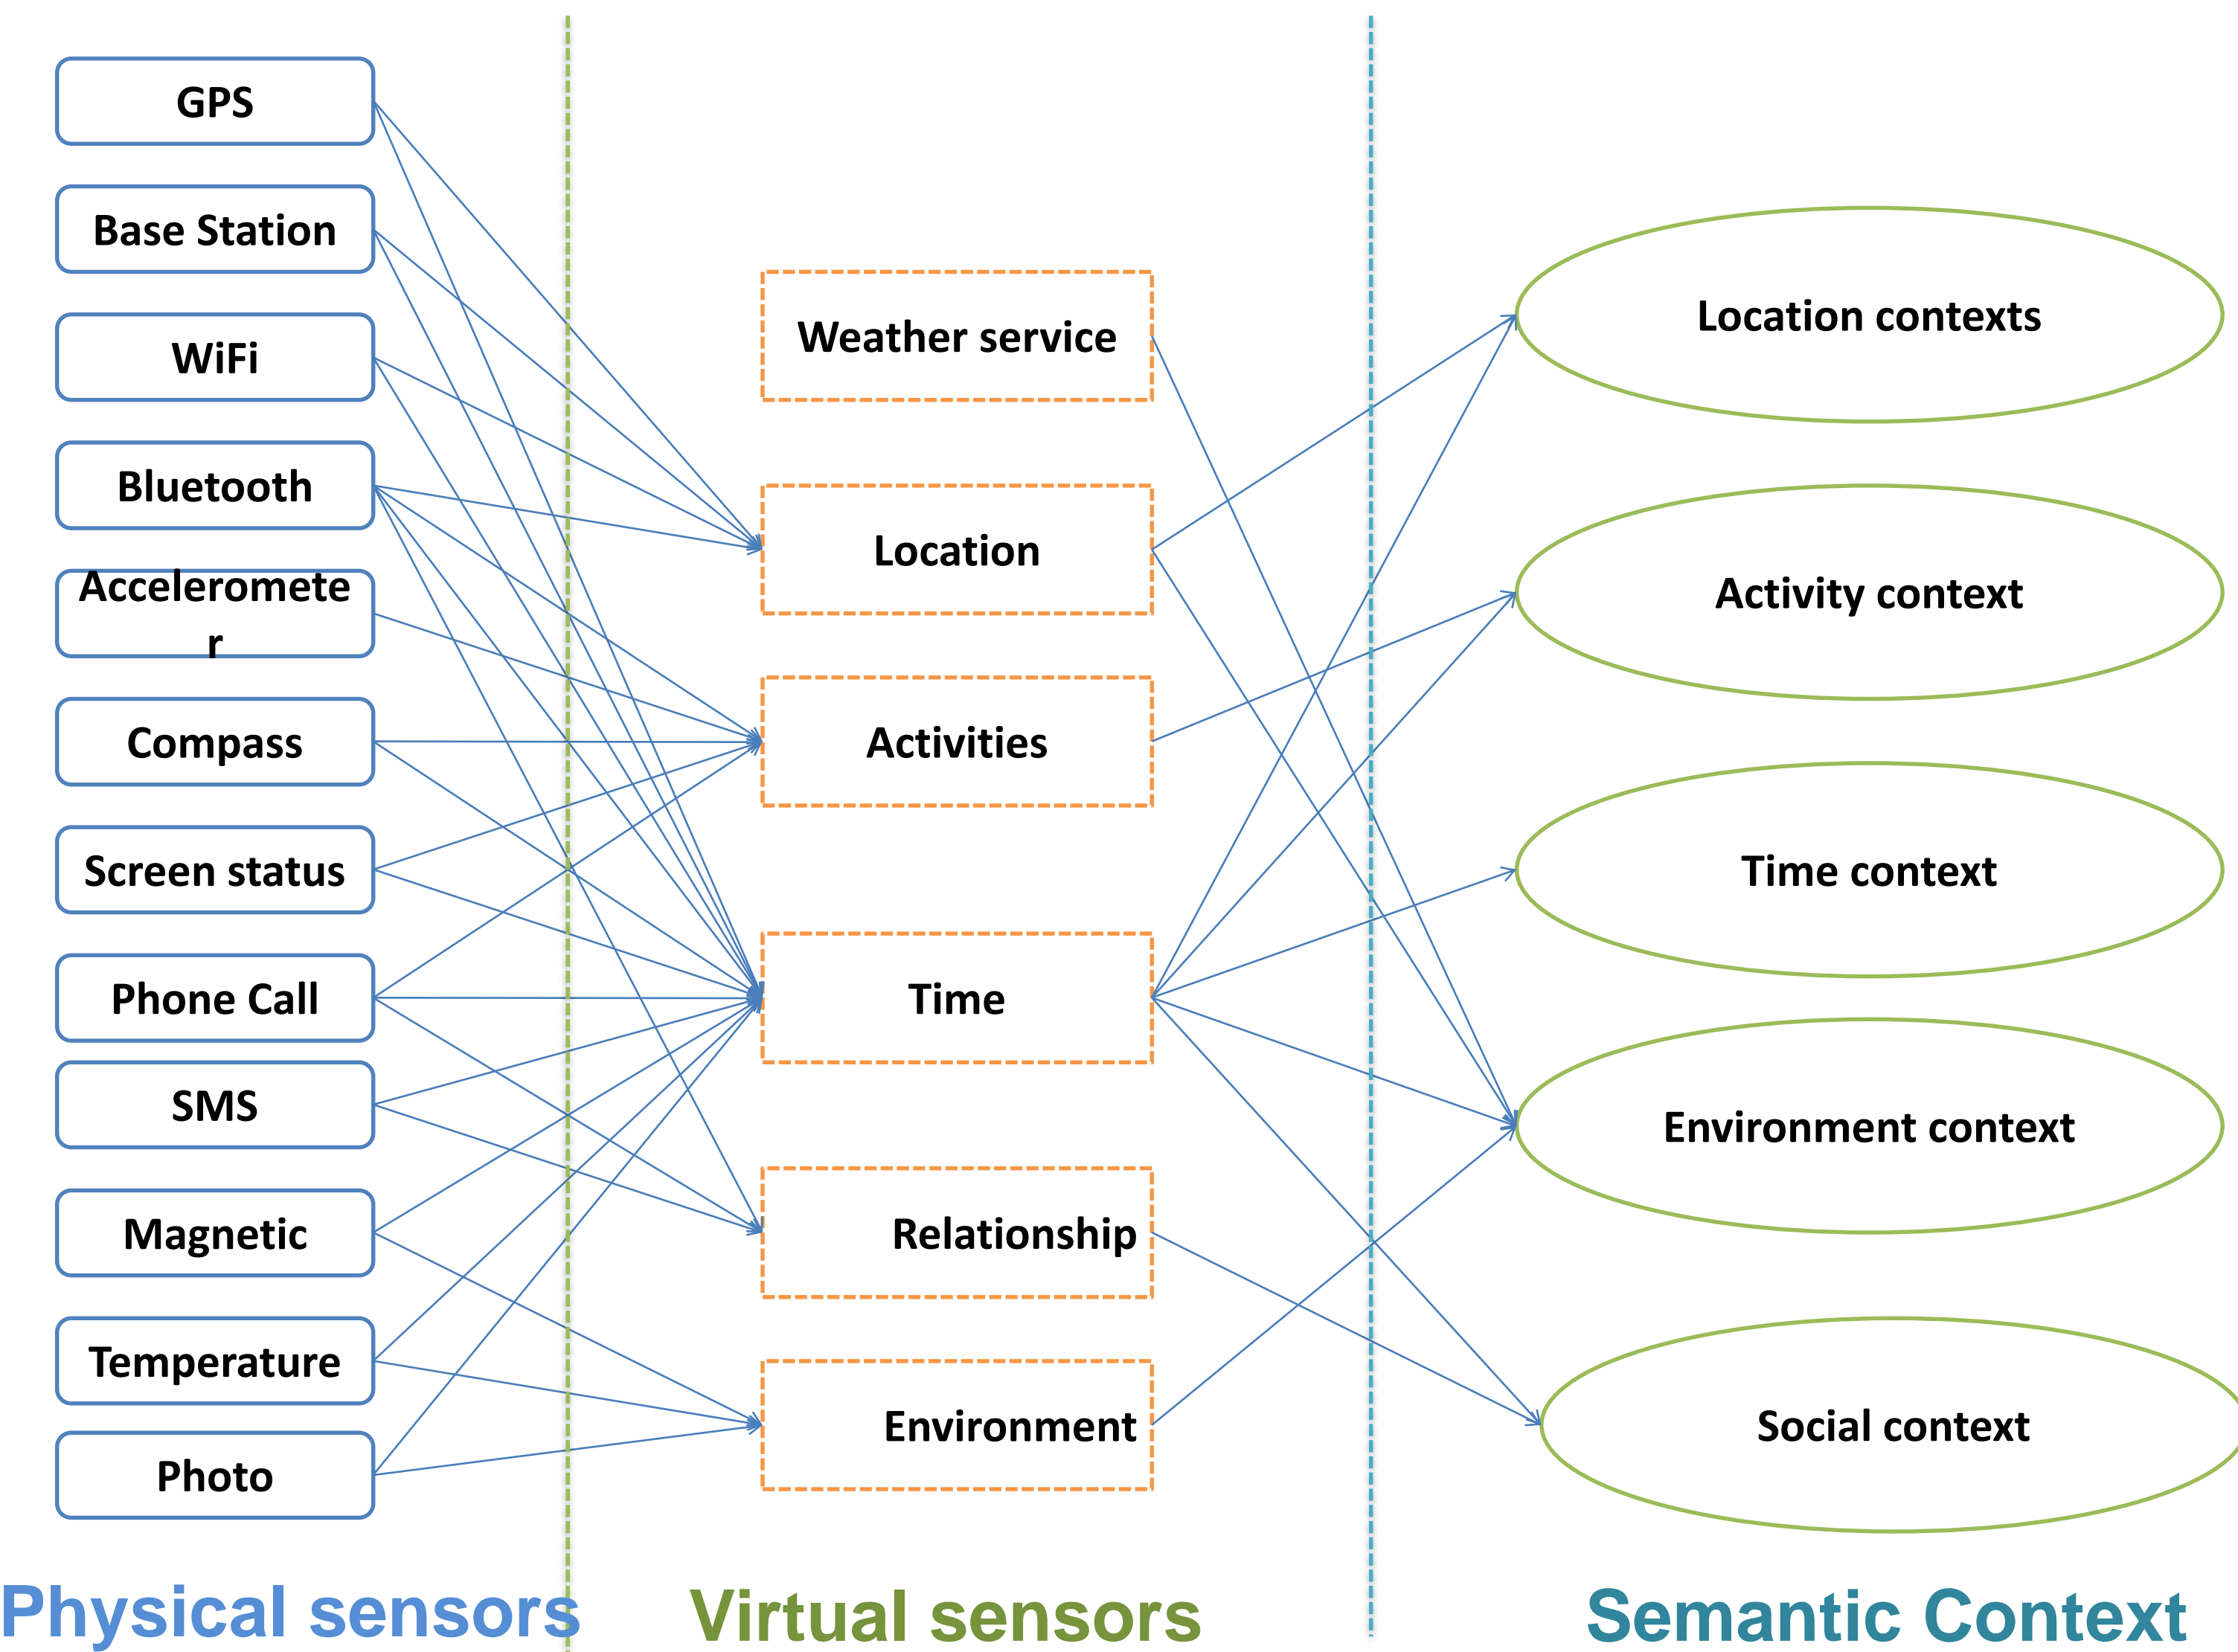 GPS
Base Station
WiFi
Bluetooth
Acceleromete
r
Compass
Screen status
Phone Call
SMS
Magnetic
Temperature
Photo
Physical sensors
Weather service
Location
Activities
Time
Relationship
Environment
Virtual sensors
Location contexts
Activity context
Time context
Environment context
Social context
Semantic Context